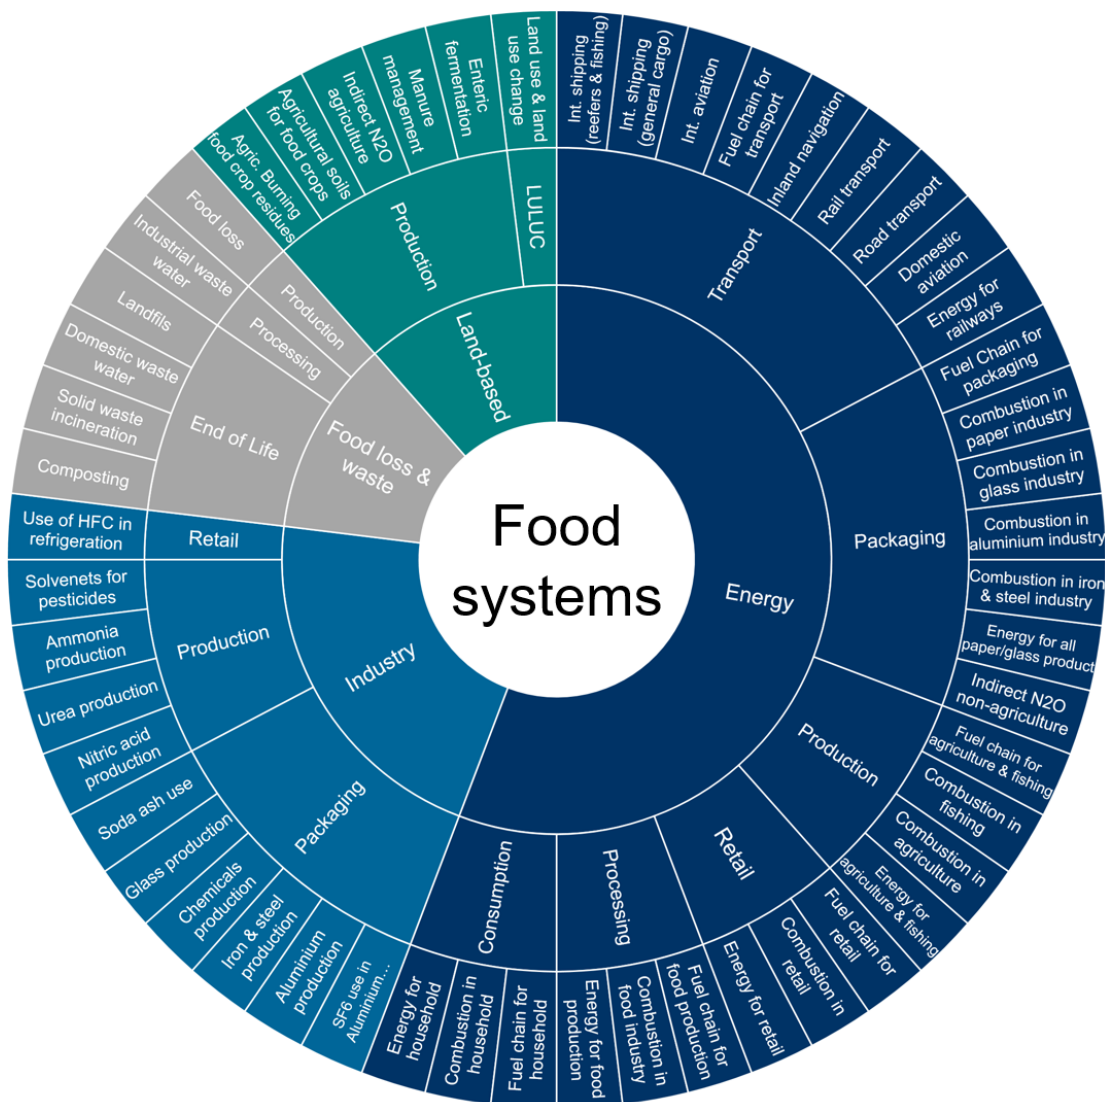 Food
systems
Energy
Transport
Int. shipping
(reefers & fishing)
Int. shipping
(general cargo)
Int. aviation
Fuel chain for
transport
Inland navigation
Rail transport
Road transport
Domestic
aviation
Energy for
railways
Packaging
Fuel Chain for
packaging
Combustion in
paper industry
Combustion in
glass industry
Combustion in
aluminium industry
Combustion in iron
& steel industry
Energy for all
paper/glass product
Indirect N2O
non-agriculture
Production
Fuel chain for
agriculture & fishing
Combustion in
fishing
Combustion in
agriculture
Energy for
agriculture & fishing
Retail
Fuel chain for
retail
Combustion in
retail
Energy for retail
Processing
Fuel chain for
food production
Combustion in
food industry
Energy for food
production
Consumption
Fuel chain for
household
Combustion in
household
Energy for
household
Industry
Packaging
SF6 use in
Aluminium...
Aluminium
production
Iron & steel
production
Chemicals
production
Glass production
Soda ash use
Production
Nitric acid
production
Urea production
Ammonia
production
Solvenets for
pesticides
Retail
Use of HFC in
refrigeration
Food loss &
waste
End of Life
Composting
Solid waste
incineration
Domestic waste
water
Landfils
Processing
Industrial waste
water
Production
Food loss
Land-based
Production
Agric. Burning
food crop residues
Agricultural soils
for food crops
Indirect N2O
agriculture
Manure
management
Enteric
fermentation
LULUC
Land use & land
use change